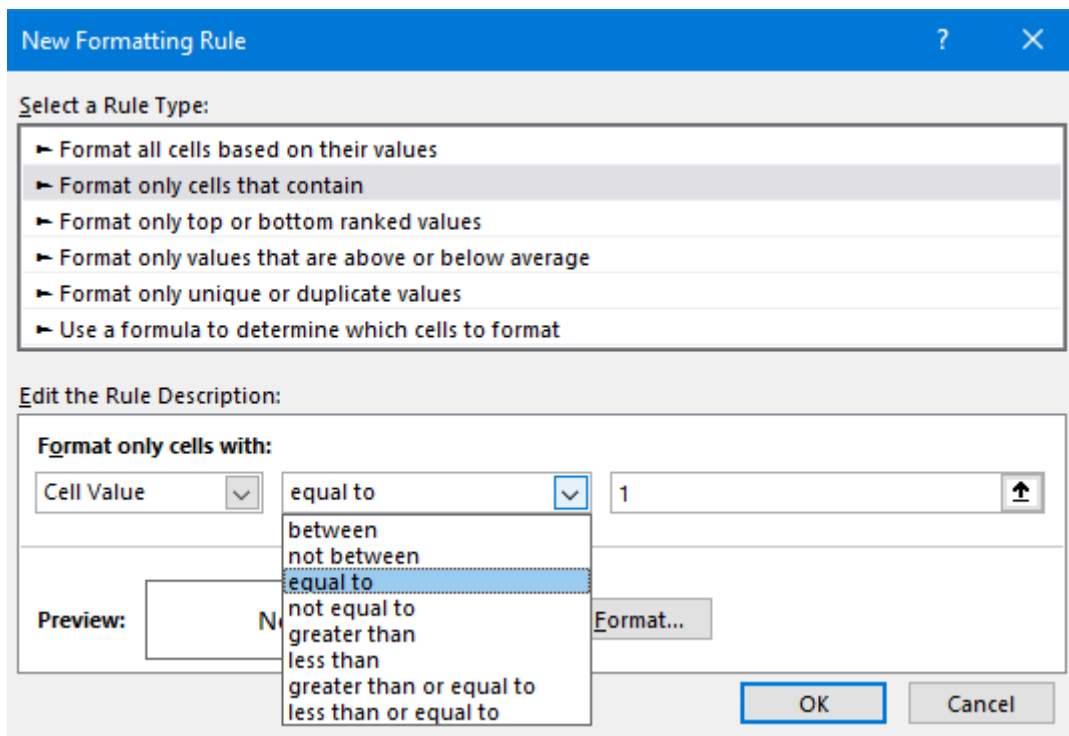 New Formatting Rule ?
Select a Rule Type:
► Format all cells based on their values
► Format only cells that contain
► Format only top or bottom ranked values
► Format only values that are above or below average
► Format only unique or duplicate values
► Use a formula to determine which cells to format
Edit the Rule Description:
Format only cells with:
Cell Value equal to 1
between
not between
equal to
not equal to
greater than
less than
greater than or equal to
less than or equal to
Preview:
Format...
OK Cancel